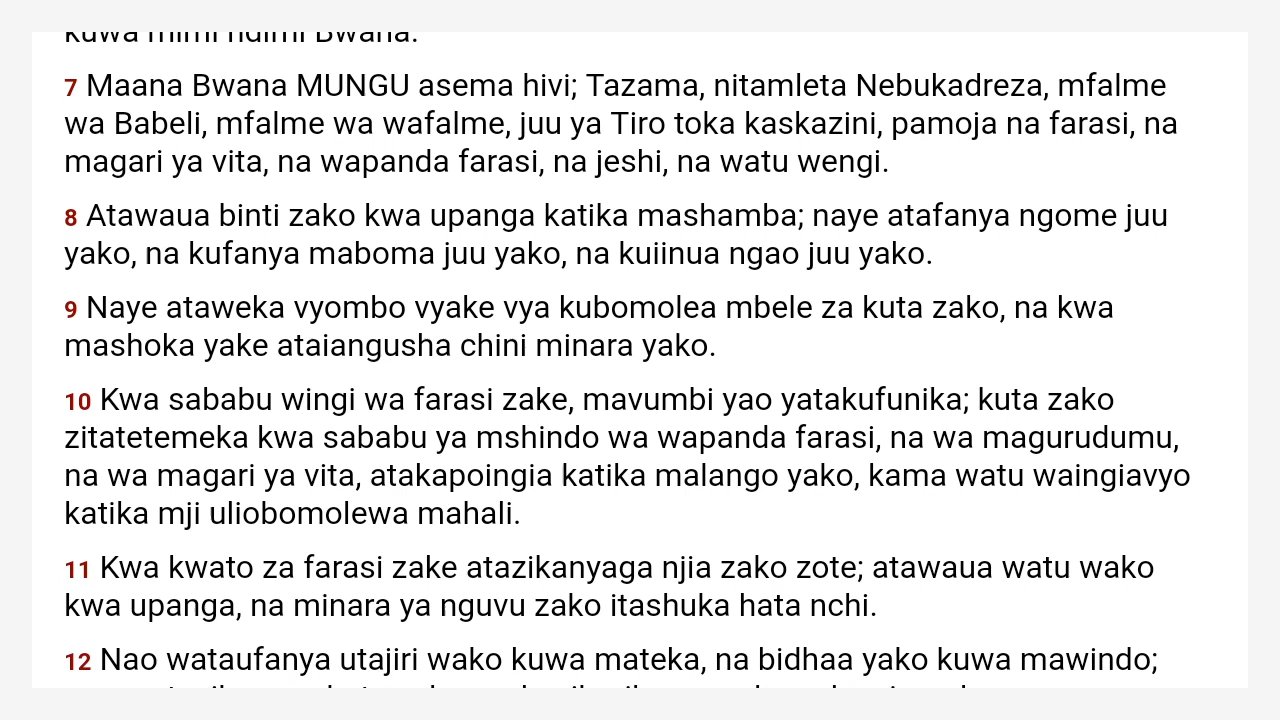 kuwa mimi ndimi Bwana.
7 Maana Bwana MUNGU asema hivi; Tazama, nitamleta Nebukadreza, mfalme
wa Babeli, mfalme wa wafalme, juu ya Tiro toka kaskazini, pamoja na farasi, na
magari ya vita, na wapanda farasi, na jeshi, na watu wengi.
8 Atawaua binti zako kwa upanga katika mashamba; naye atafanya ngome juu
yako, na kufanya maboma juu yako, na kuiinua ngao juu yako.
9 Naye ataweka vyombo vyake vya kubomolea mbele za kuta zako, na kwa
mashoka yake ataiangusha chini minara yako.
10 Kwa sababu wingi wa farasi zake, mavumbi yao yatakufunika; kuta zako
zitatetemeka kwa sababu ya mshindo wa wapanda farasi, na wa magurudumu,
na wa magari ya vita, atakapoingia katika malango yako, kama watu waingiavyo
katika mji uliobomolewa mahali.
11 Kwa kwato za farasi zake atazikanyaga njia zako zote; atawaua watu wako
kwa upanga, na minara ya nguvu zako itashuka hata nchi.
12 Nao wataufanya utajiri wako kuwa mateka, na bidhaa yako kuwa mawindo;